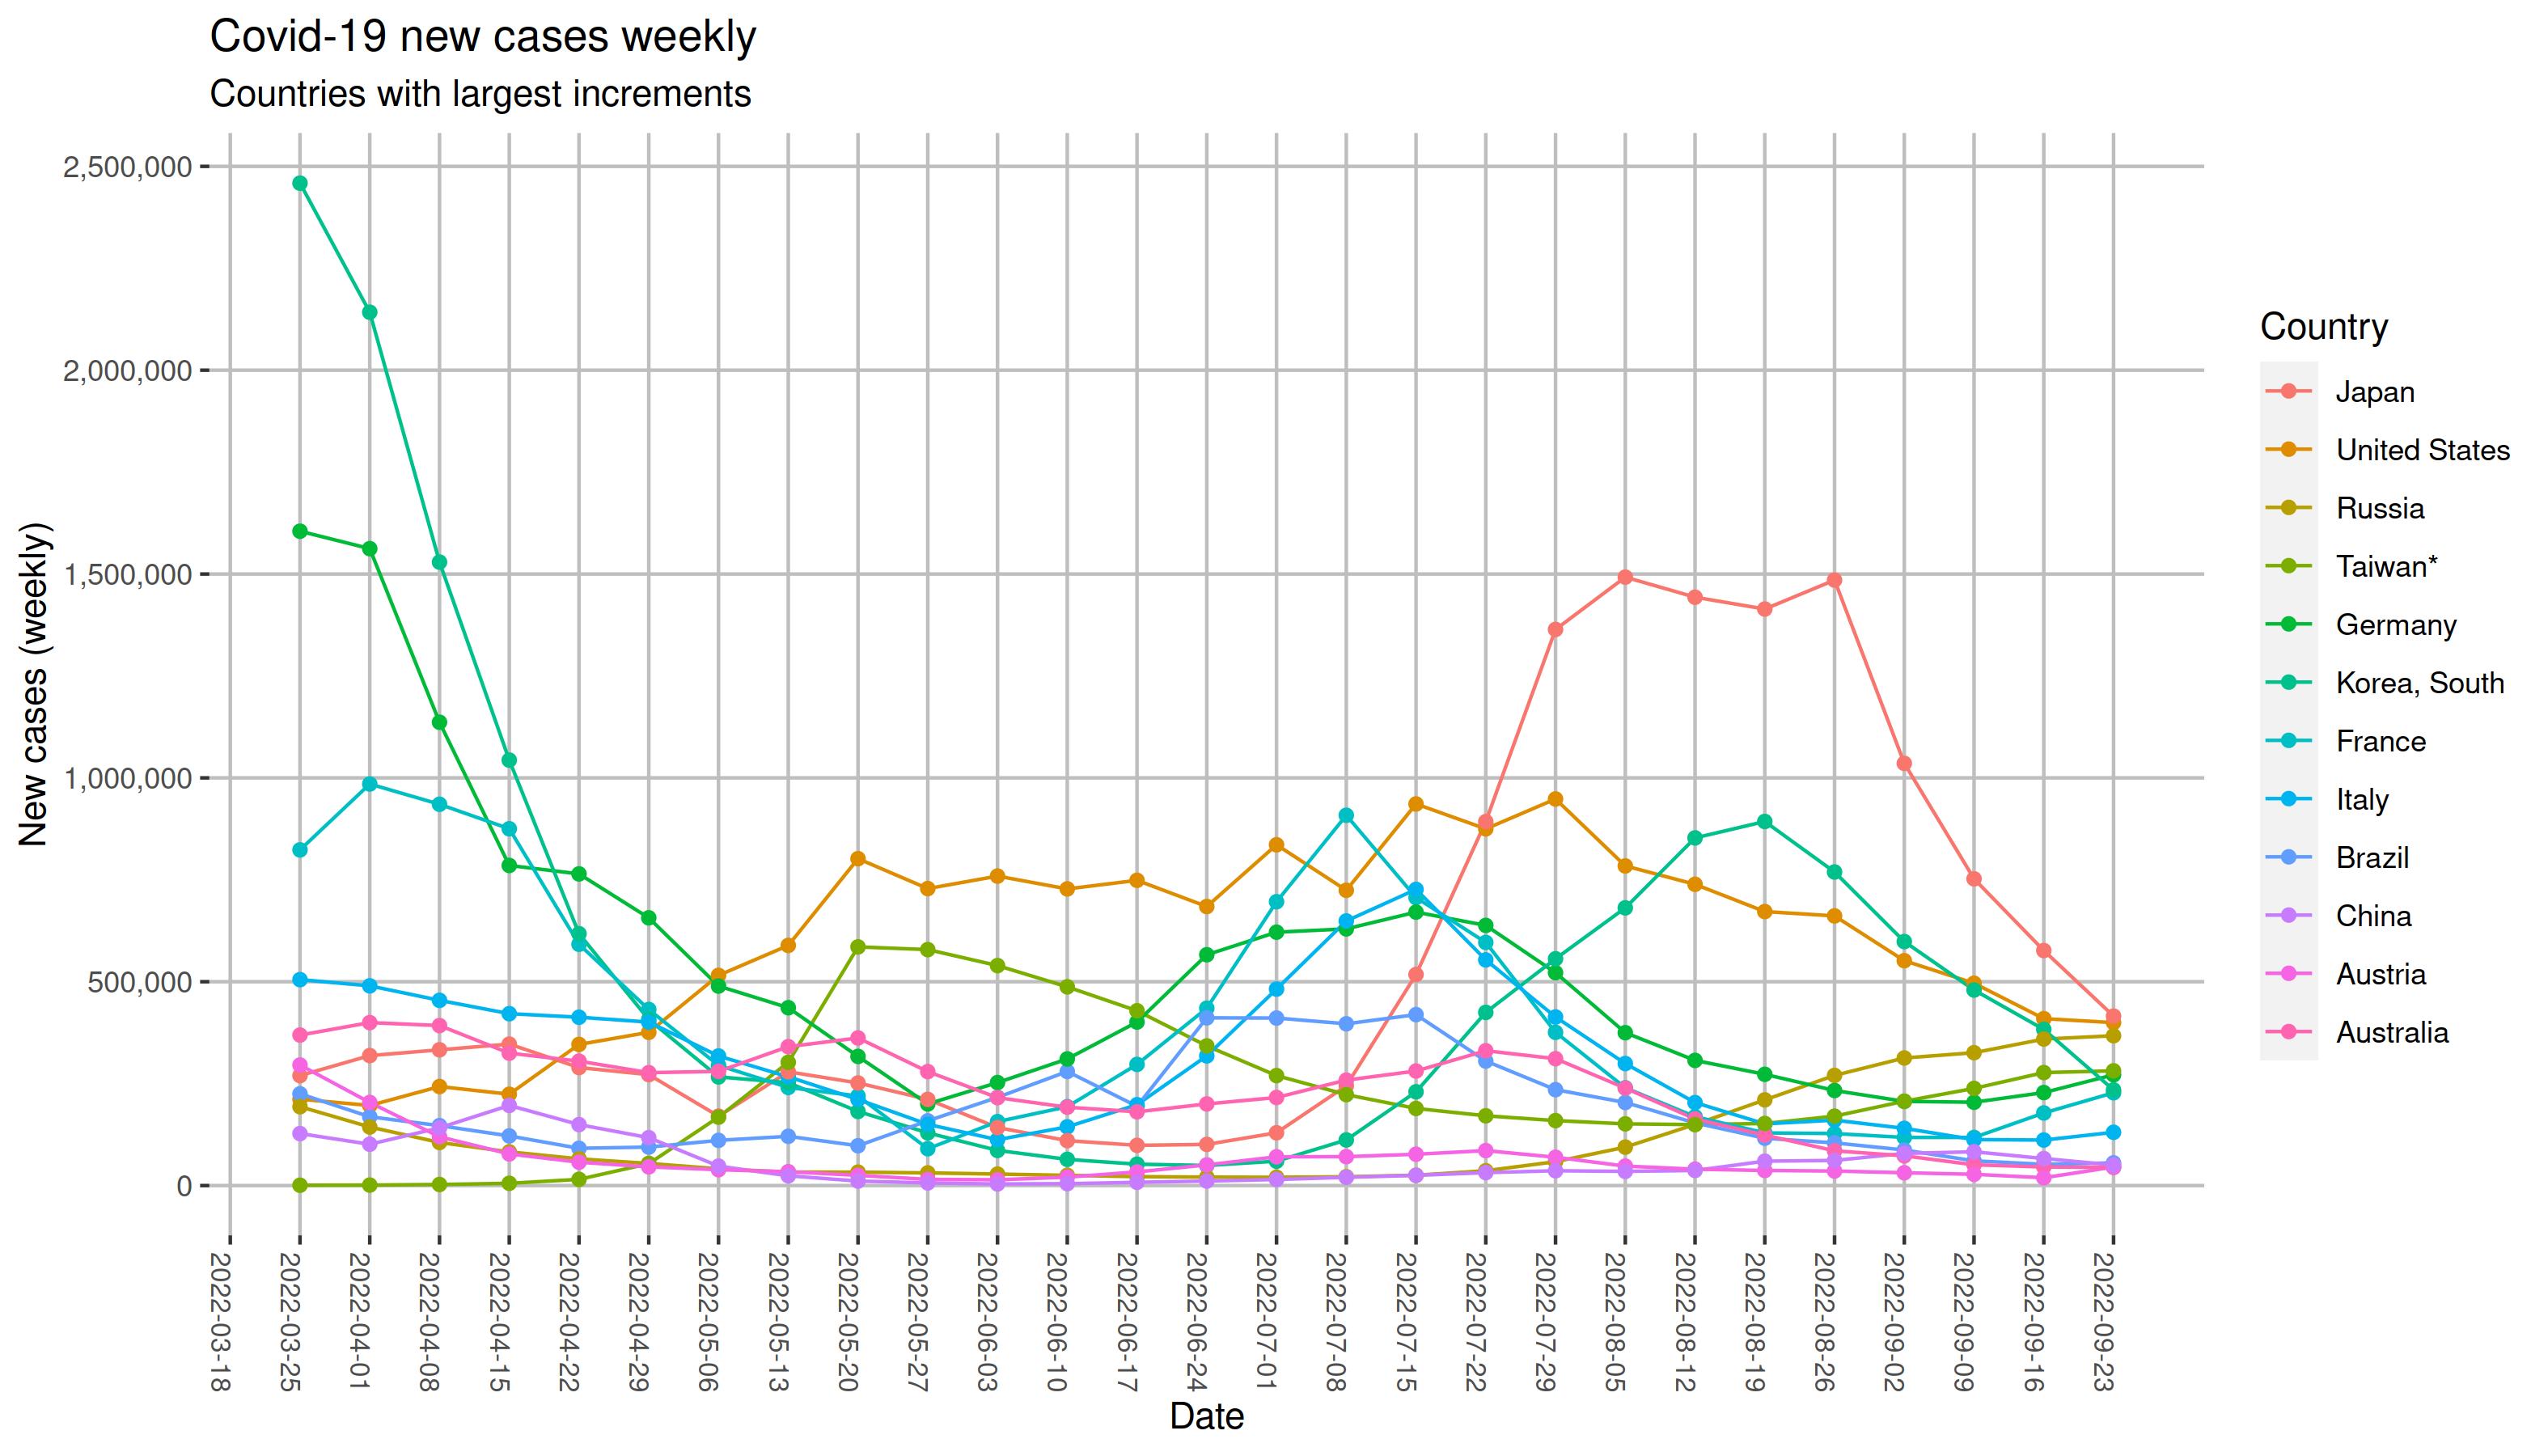 Covid-19 new cases weekly
Countries with largest increments
New cases (weekly)
2,500,000
2,000,000
1,500,000
1,000,000
500,000
0
2022-03-18
2022-03-25
2022-04-01
2022-04-08
2022-04-15
2022-04-22
2022-04-29
2022-05-06
2022-05-13
2022-05-20
2022-05-27
2022-06-03
2022-06-10
2022-06-17
2022-06-24
2022-07-01
2022-07-08
2022-07-15
2022-07-22
2022-07-29
2022-08-05
2022-08-12
2022-08-19
2022-08-26
2022-09-02
2022-09-09
2022-09-16
2022-09-23
Date
Country
Japan
United States
Russia
Taiwan*
Germany
Korea, South
France
Italy
Brazil
China
Austria
Australia